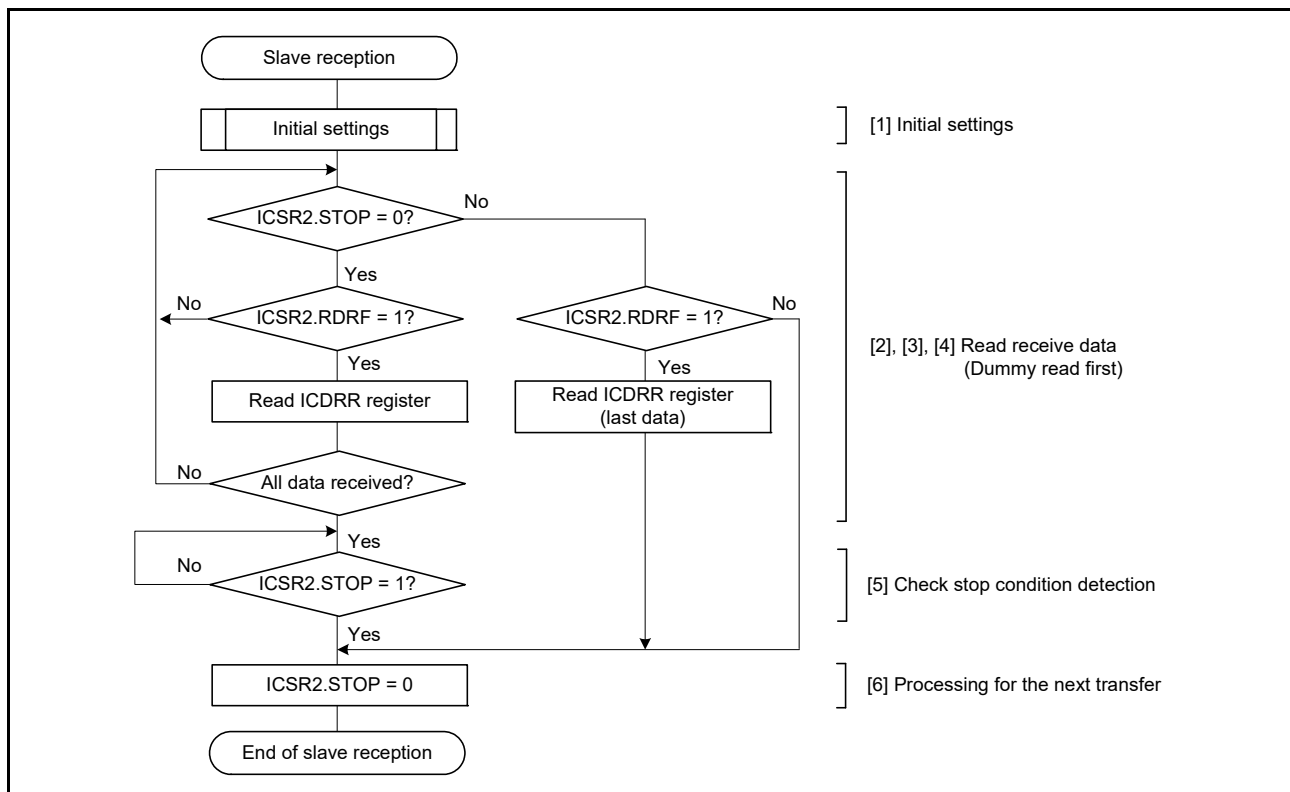 Slave reception
Initial settings
[1] Initial settings
ICSR2.STOP = 0?
No
Yes
No
ICSR2.RDRF = 1?
ICSR2.RDRF = 1?
No
[2], [3], [4] Read receive data
(Dummy read first)
Yes
Yes
Read ICDRR register
Read ICDRR register
(last data)
No
All data received?
Yes
No
ICSR2.STOP = 1?
[5] Check stop condition detection
Yes
ICSR2.STOP = 0
[6] Processing for the next transfer
End of slave reception